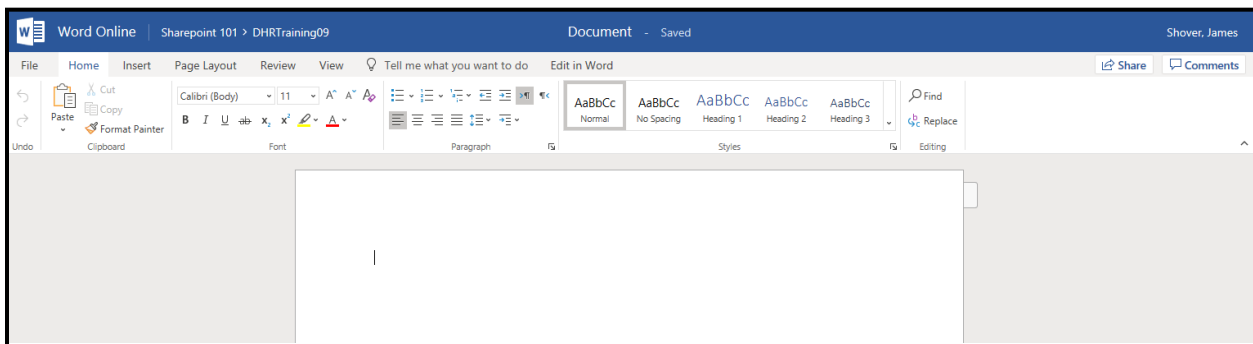 Word Online Sharepoint 101 > DHRTraining09 Document - Saved Shover, James
File Home Insert Page Layout Review View Tell me what you want to do Edit in Word Share Comments
Cut
Copy
Paste
Format Painter
Calibri (Body) 11 A A A
B I U ab x₂ x² A
AaBbCc AaBbCc AaBbCc AaBbCc AaBbCc
Normal No Spacing Heading 1 Heading 2 Heading 3
Find
Replace
Undo Clipboard Font Paragraph Styles Editing